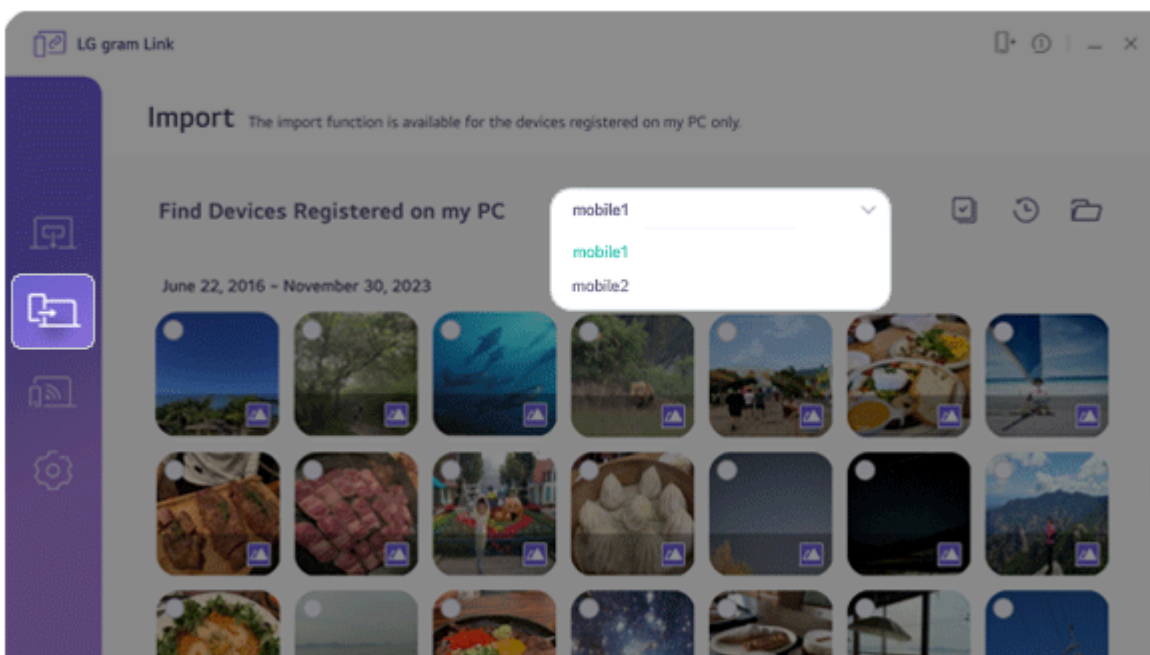 LG gram Link
Import The import function is available for the devices registered on my PC only.
Find Devices Registered on my PC
mobile1
mobile1
mobile2
June 22, 2016 ~ November 30, 2023